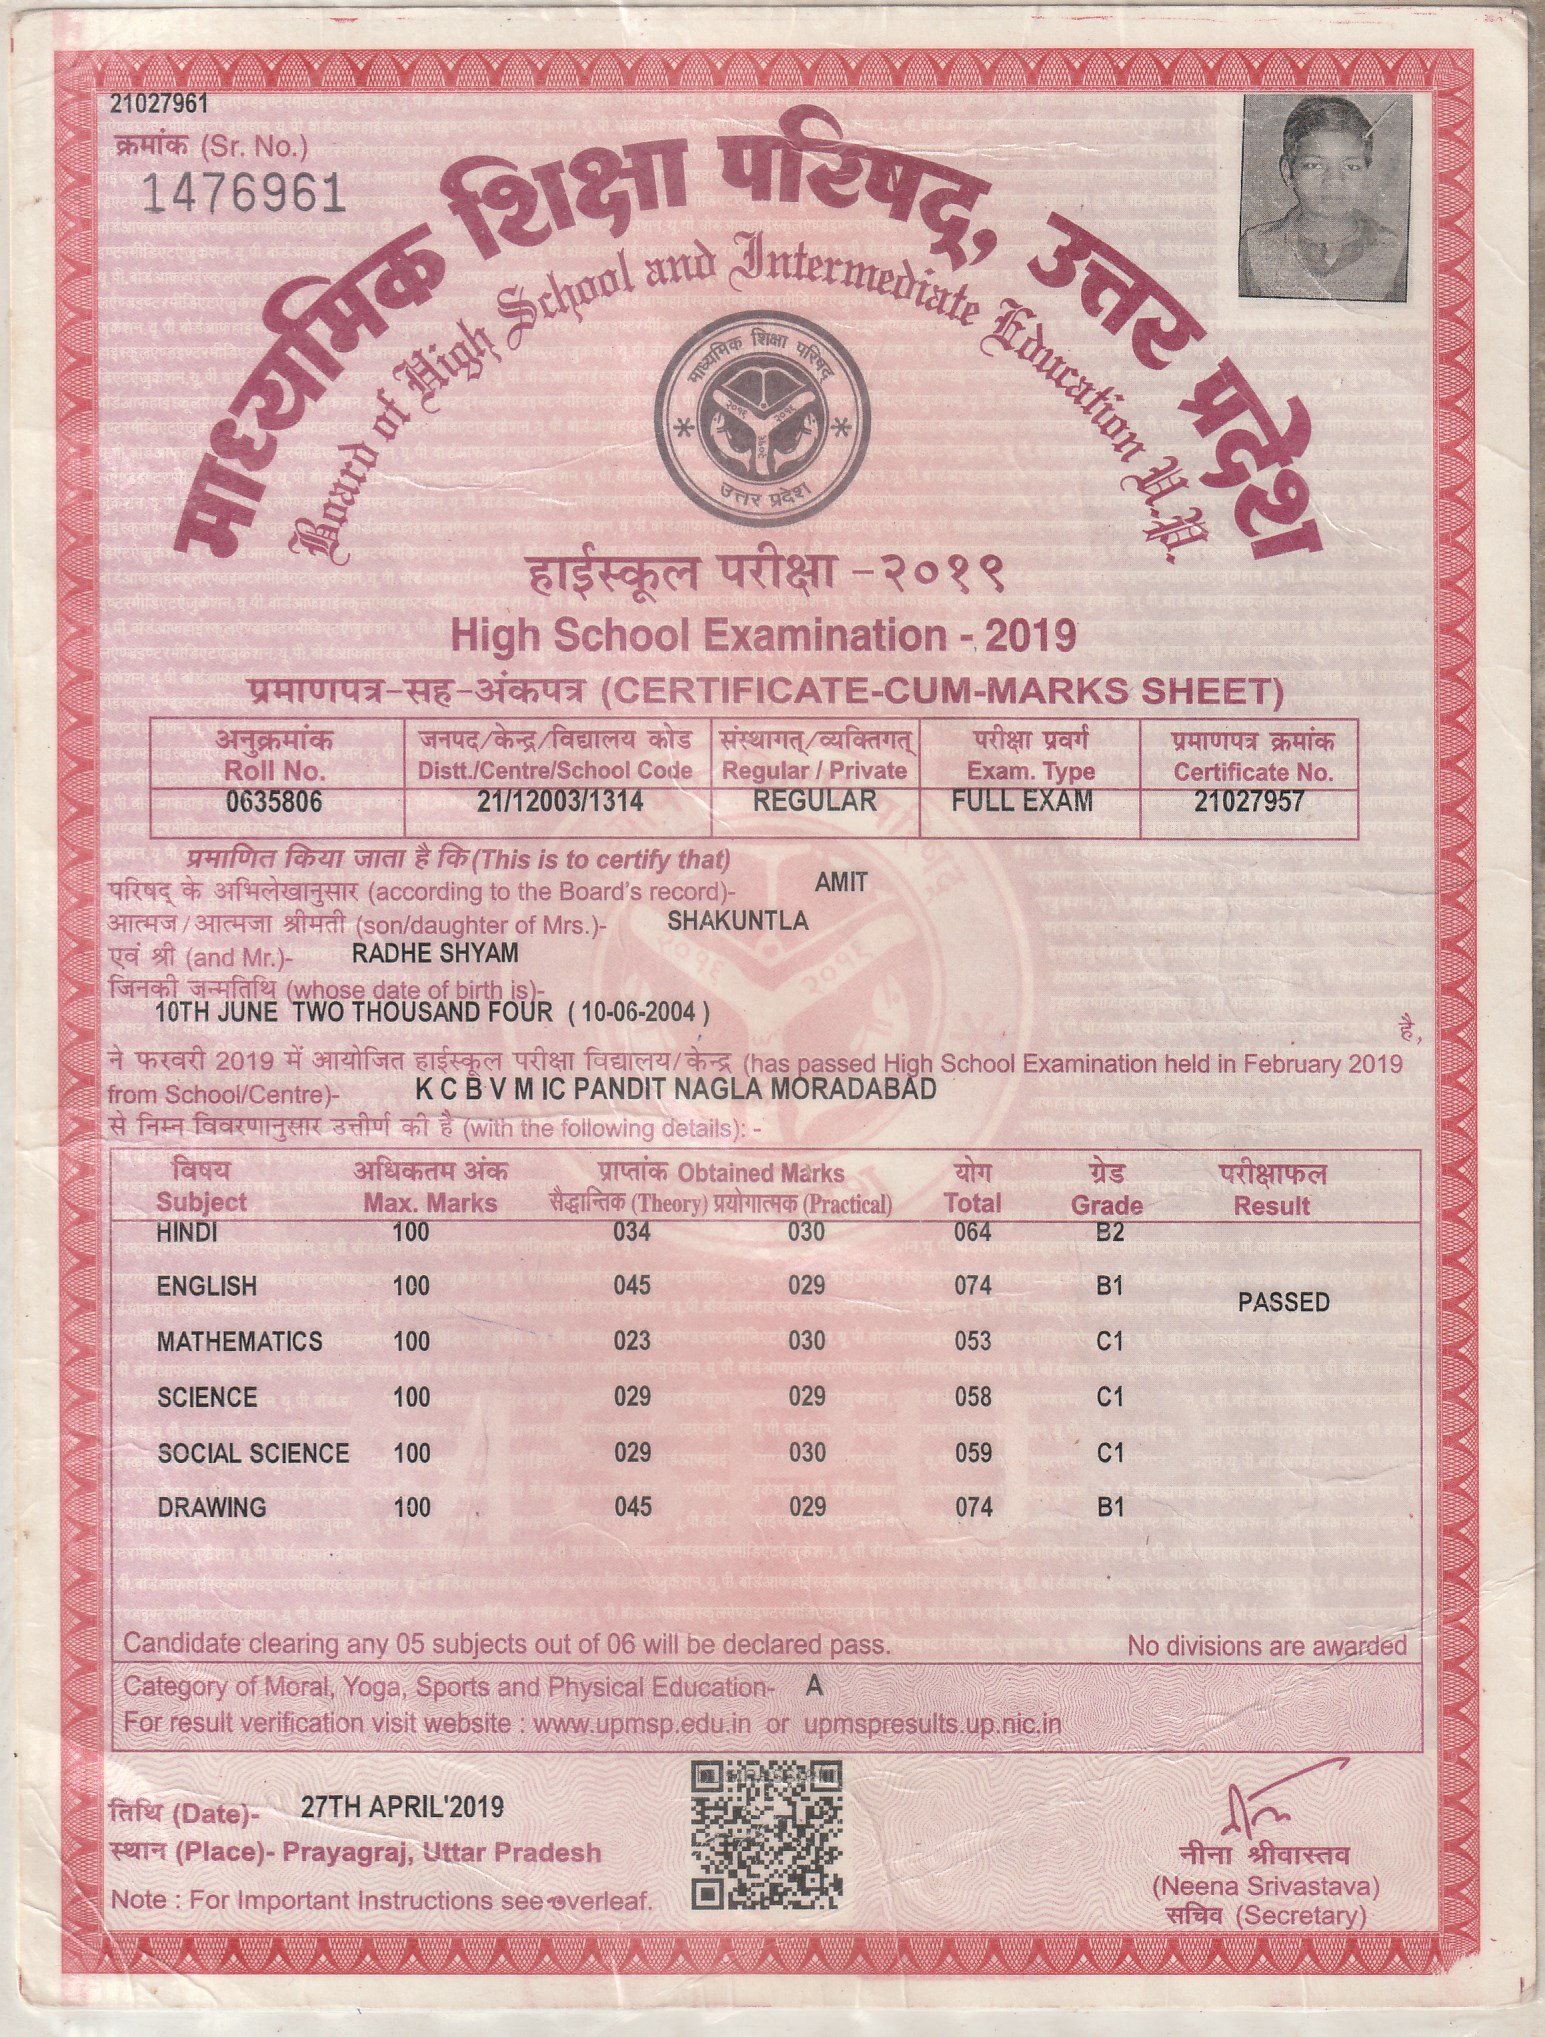 21027961
क्रमांक (Sr. No.)
1476961
माध्यमिक शिक्षा परिषद्, उत्तर प्रदेश
Board of High School and Intermediate Education U.P.
माध्यमिक शिक्षा परिषद्
२०१६ २०१६
२०१६
उत्तर प्रदेश
हाईस्कूल परीक्षा -२०१९
High School Examination - 2019
प्रमाणपत्र-सह-अंकपत्र (CERTIFICATE-CUM-MARKS SHEET)
अनुक्रमांक जनपद/केन्द्र/विद्यालय कोड संस्थागत्/व्यक्तिगत् परीक्षा प्रवर्ग प्रमाणपत्र क्रमांक
Roll No. Distt./Centre/School Code Regular / Private Exam. Type Certificate No.
0635806 21/12003/1314 REGULAR FULL EXAM 21027957
प्रमाणित किया जाता है कि (This is to certify that)
परिषद् के अभिलेखानुसार (according to the Board's record)- AMIT
आत्मज/आत्मजा श्रीमती (son/daughter of Mrs.)- SHAKUNTLA
एवं श्री (and Mr.)- RADHE SHYAM
जिनकी जन्मतिथि (whose date of birth is)-
10TH JUNE TWO THOUSAND FOUR ( 10-06-2004 )
है,
ने फरवरी 2019 में आयोजित हाईस्कूल परीक्षा विद्यालय/केन्द्र (has passed High School Examination held in February 2019
from School/Centre)- K C B V M IC PANDIT NAGLA MORADABAD
से निम्न विवरणानुसार उत्तीर्ण की है (with the following details): -
विषय अधिकतम अंक प्राप्तांक Obtained Marks योग ग्रेड परीक्षाफल
Subject Max. Marks सैद्धान्तिक (Theory) प्रयोगात्मक (Practical) Total Grade Result
HINDI 100 034 030 064 B2
ENGLISH 100 045 029 074 B1
PASSED
MATHEMATICS 100 023 030 053 C1
SCIENCE 100 029 029 058 C1
SOCIAL SCIENCE 100 029 030 059 C1
DRAWING 100 045 029 074 B1
Candidate clearing any 05 subjects out of 06 will be declared pass. No divisions are awarded
Category of Moral, Yoga, Sports and Physical Education- A
For result verification visit website : www.upmsp.edu.in or upmspresults.up.nic.in
तिथि (Date)- 27TH APRIL'2019
स्थान (Place)- Prayagraj, Uttar Pradesh
Note : For Important Instructions see overleaf.
नीना श्रीवास्तव
(Neena Srivastava)
सचिव (Secretary)